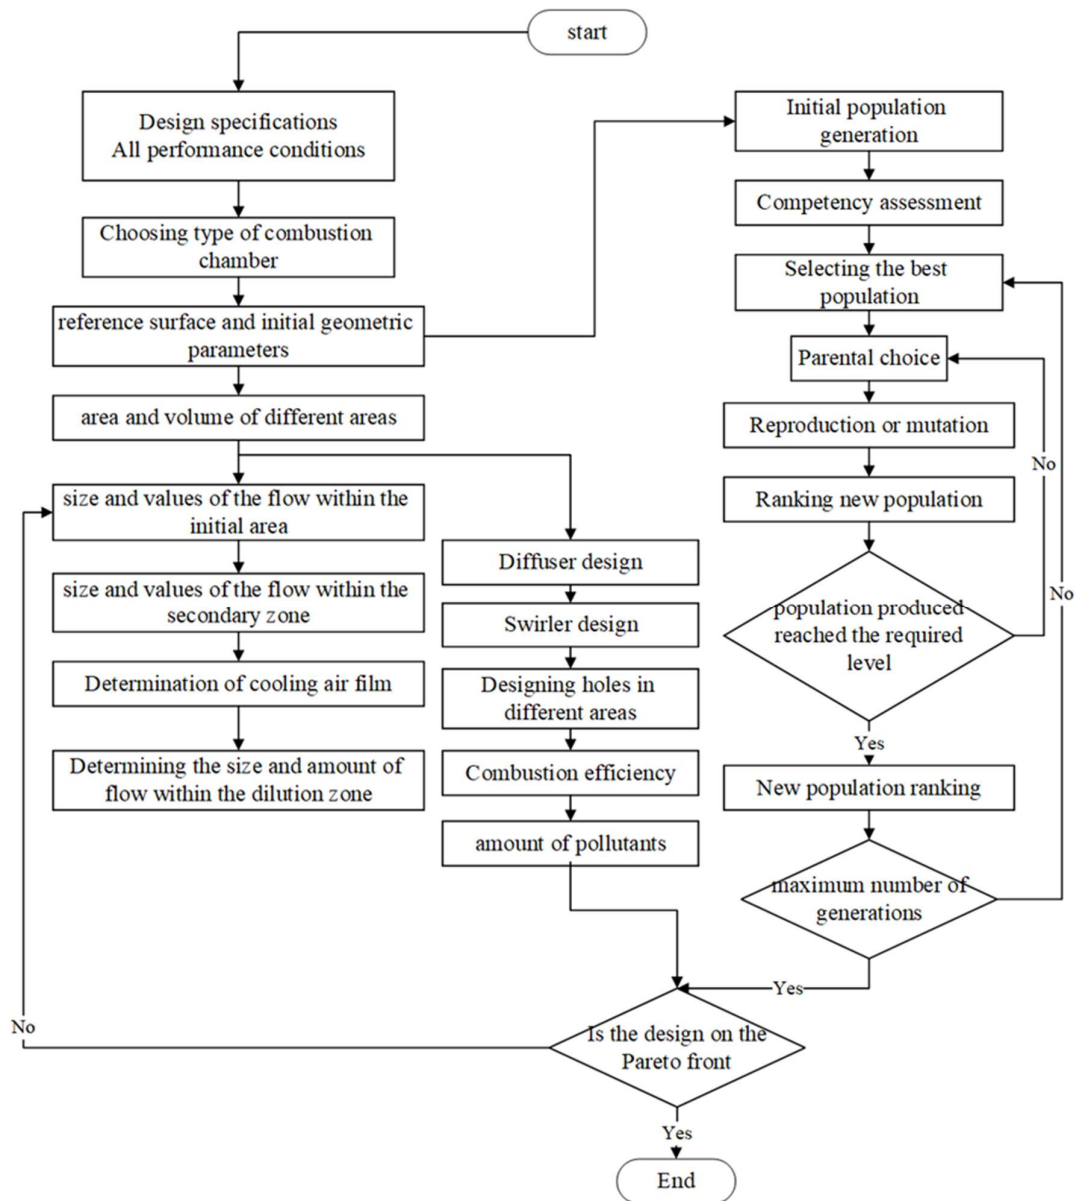 start
Design specifications
All performance conditions
Choosing type of combustion
chamber
reference surface and initial geometric
parameters
area and volume of different areas
size and values of the flow within the
initial area
size and values of the flow within the
secondary zone
Determination of cooling air film
Determining the size and amount of
flow within the dilution zone
Diffuser design
Swirler design
Designing holes in
different areas
Combustion efficiency
amount of pollutants
Initial population
generation
Competency assessment
Selecting the best
population
Parental choice
Reproduction or mutation
Ranking new population
population produced
reached the required
level
No
No
Yes
New population ranking
maximum number of
generations
Yes
Is the design on the
Pareto front
No
Yes
End